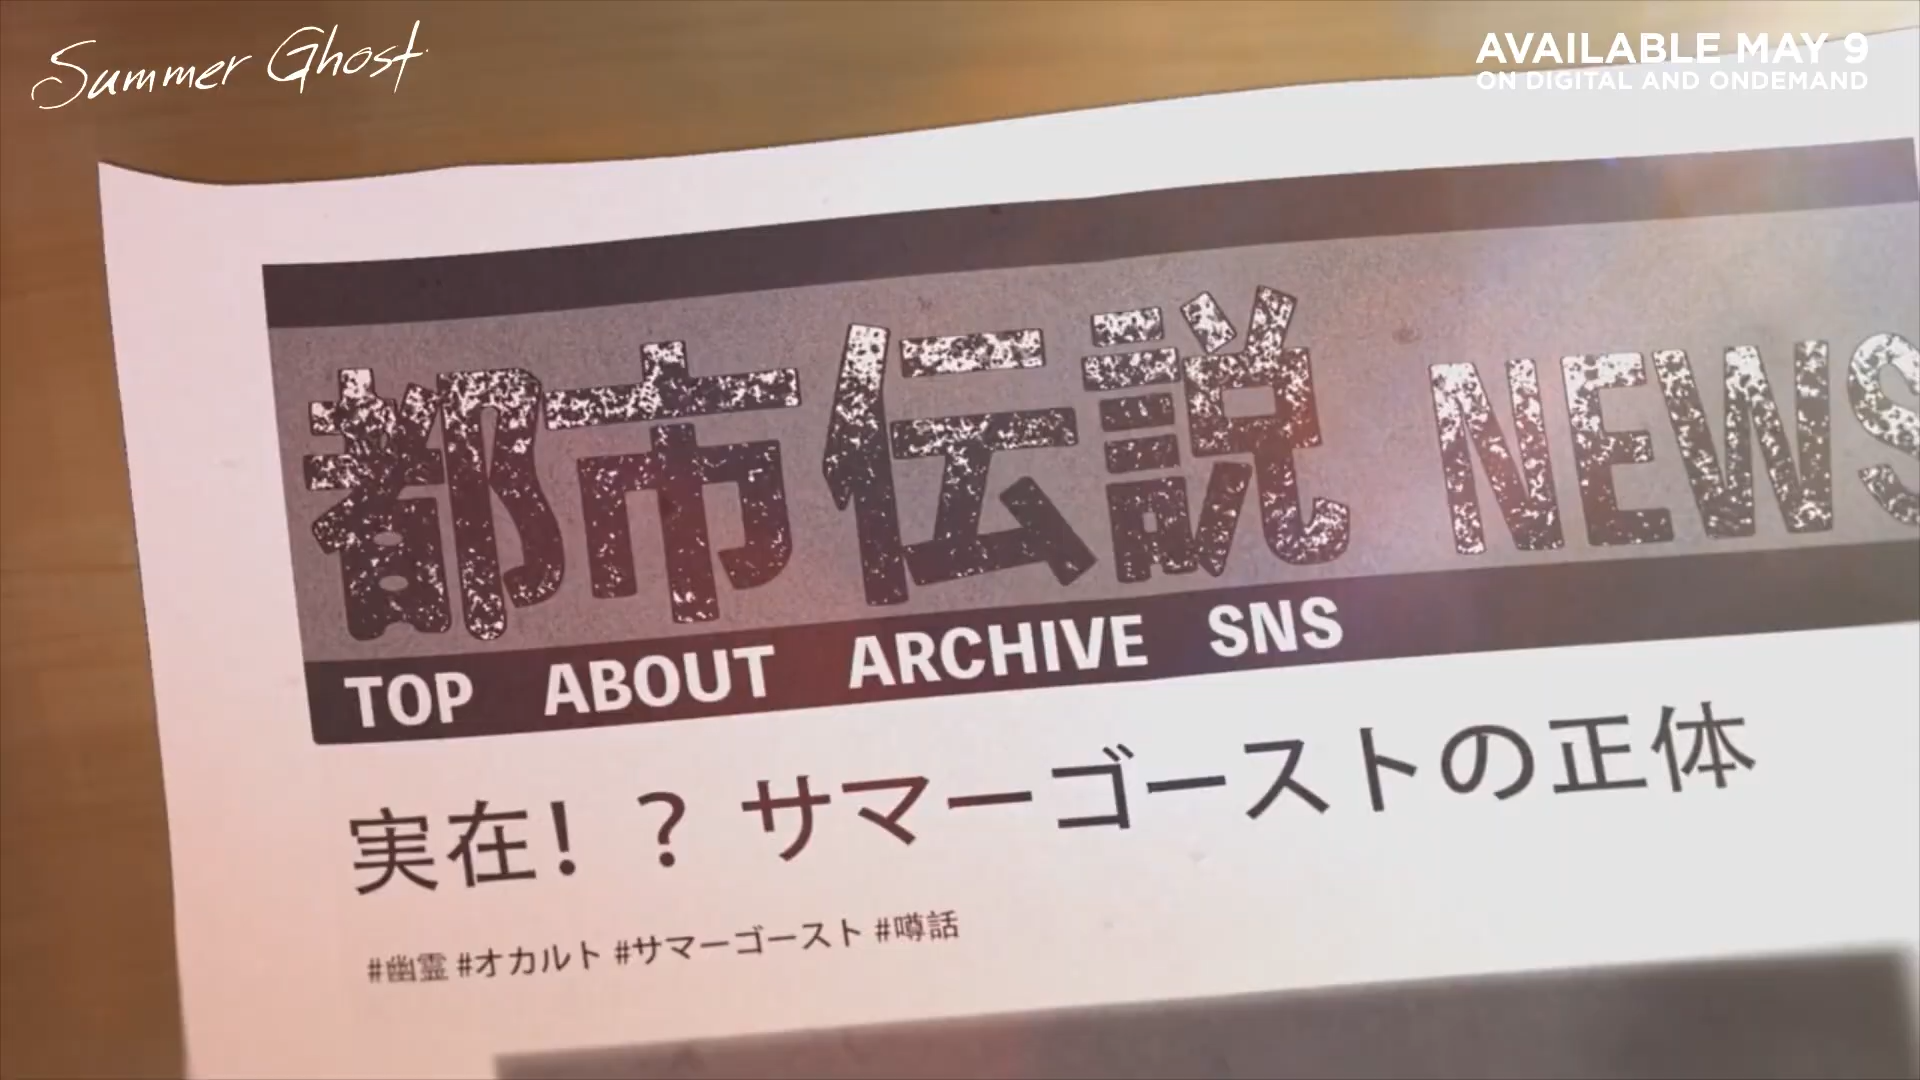 Summer Ghost
AVAILABLE MAY 9
ON DIGITAL AND ONDEMAND
都市伝説 NEWS
TOP ABOUT ARCHIVE SNS
実在！？サマーゴーストの正体
#幽霊 #オカルト #サマーゴースト #噂話